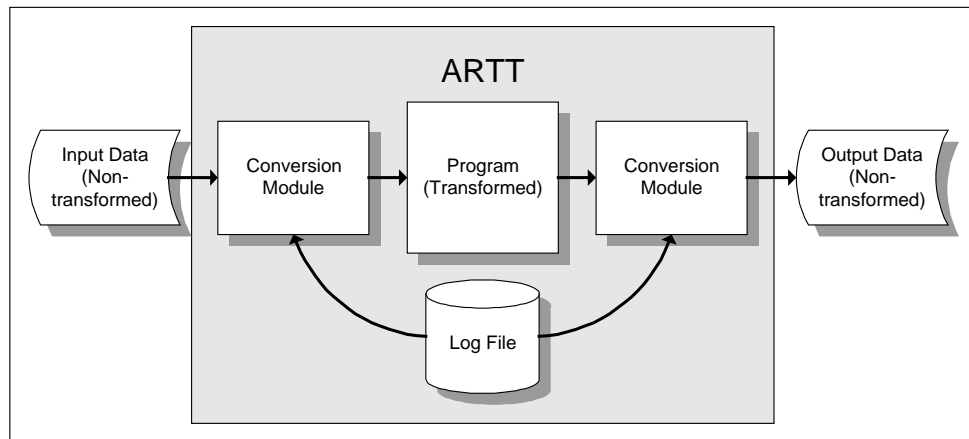 ARTT
Input Data
(Non-
transformed)
Conversion
Module
Program
(Transformed)
Conversion
Module
Output Data
(Non-
transformed)
Log File